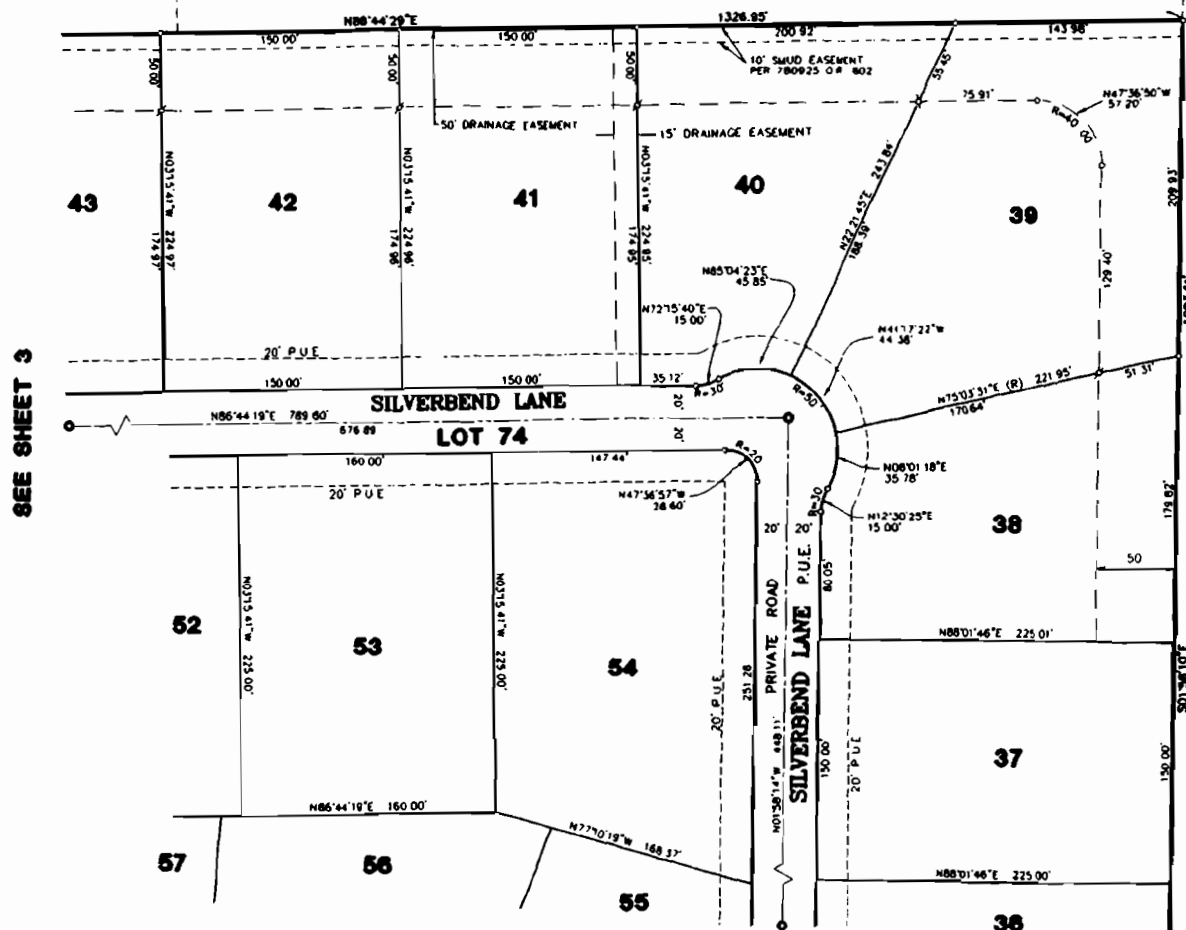 N86°44'29"E
1326.95'
150.00'
150.00'
200.92'
143.98'
10' SMUD EASEMENT
PER 780925 O.R. 602
50.00'
50.00'
50.00'
55.45'
75.91'
N47°36'50"W
57.20'
R=40.00
50' DRAINAGE EASEMENT
15' DRAINAGE EASEMENT
43
42
41
40
39
N03°15'41"W 224.97'
174.97'
N03°15'41"W 224.96'
174.96'
N03°15'41"W 224.95'
174.95'
N22°21'45"E 243.84'
188.39'
209.93'
129.40'
N85°04'23"E
45.85'
N72°15'40"E
15.00'
N41°17'22"W
44.36'
20' P.U.E.
150.00'
150.00'
35.12'
R=30
R=50'
N75°03'31"E (R) 221.95'
170.64'
51.31'
SEE SHEET 3
SILVERBEND LANE
N86°44'19"E 789.60'
676.89
LOT 74
20'
20'
160.00'
147.44'
R=20
20' P.U.E.
N47°36'57"W
28.60'
N08°01'18"E
35.78'
R=30
N12°30'25"E
15.00'
20'
20'
38
179.82'
50
80.05'
N88°01'46"E 225.01'
N03°15'41"W 225.00'
N03°15'41"W 225.00'
52
53
54
20' P.U.E.
251.28
PRIVATE ROAD
N01°58'14"W 448.11'
SILVERBEND LANE P.U.E.
150.00'
20' P.U.E.
37
150.00'
S01°58'10"E
N86°44'19"E 160.00'
N77°10'19"W 168.37'
N88°01'46"E 225.00'
57
56
55
36